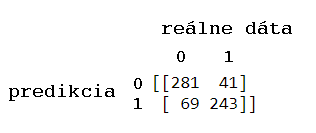 reálne dáta
0 1
predikcia 0 [[281 41]
1 [ 69 243]]